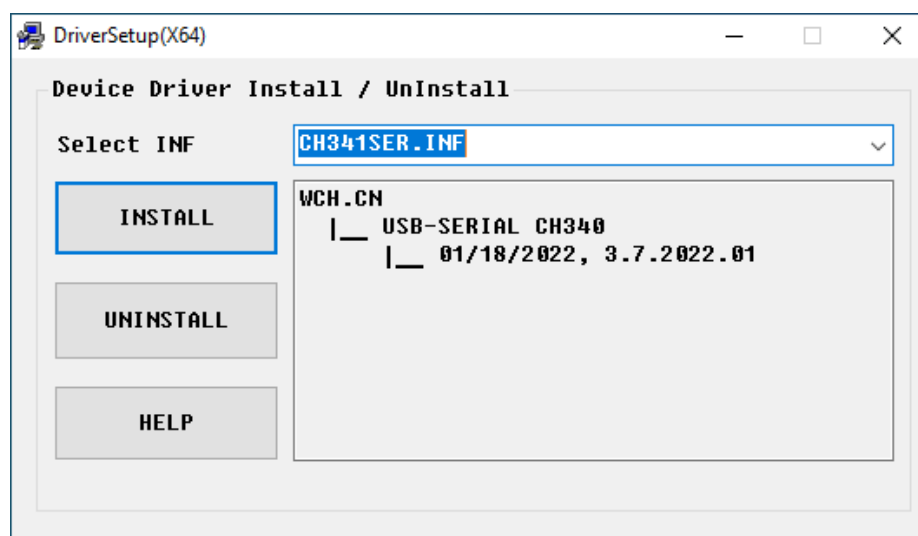 DriverSetup(X64)
Device Driver Install / UnInstall
Select INF
CH341SER.INF
INSTALL
WCH.CN
|__ USB-SERIAL CH340
|__ 01/18/2022, 3.7.2022.01
UNINSTALL
HELP